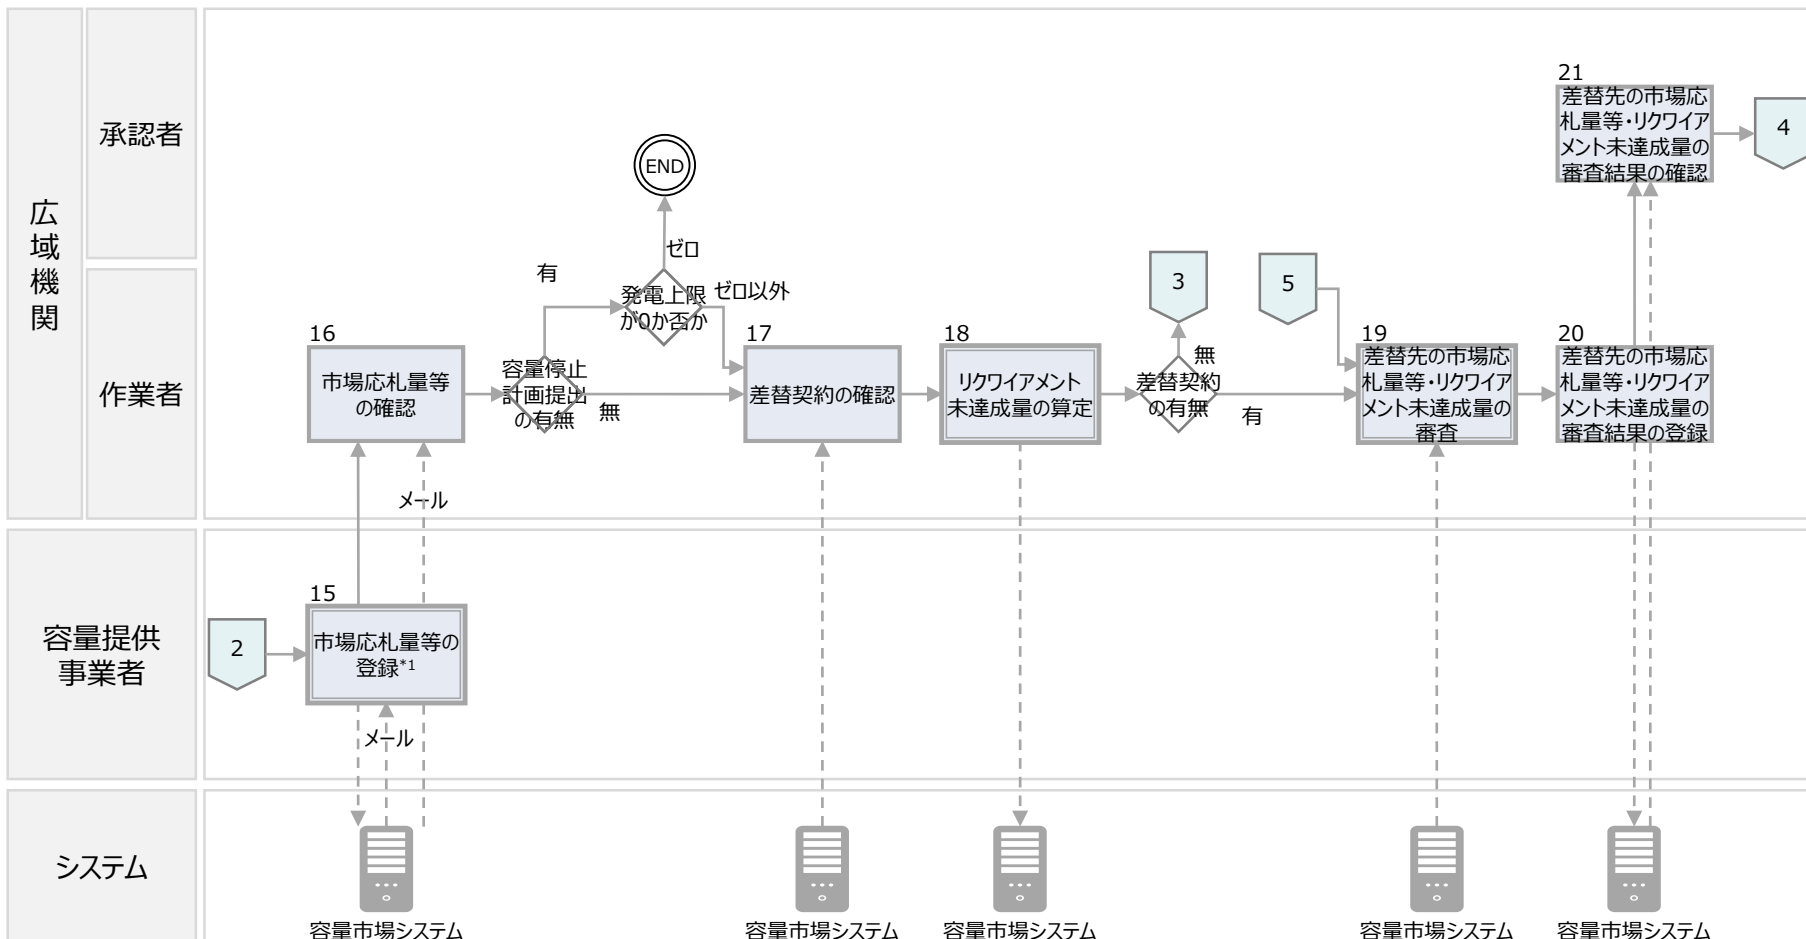 広
域
機
関
承認者
作業者
容量提供
事業者
システム
2
15
市場応札量等の
登録*1
メール
メール
16
市場応札量等
の確認
容量停止
計画提出
の有無
有
無
発電上限
が0か否か
ゼロ
ゼロ以外
END
17
差替契約の確認
18
リクワイアメント
未達成量の算定
差替契約
の有無
無
有
3
5
19
差替先の市場応
札量等・リクワイア
メント未達成量の
審査
20
差替先の市場応
札量等・リクワイア
メント未達成量の
審査結果の登録
21
差替先の市場応
札量等・リクワイア
メント未達成量の
審査結果の確認
4
容量市場システム
容量市場システム
容量市場システム
容量市場システム
容量市場システム